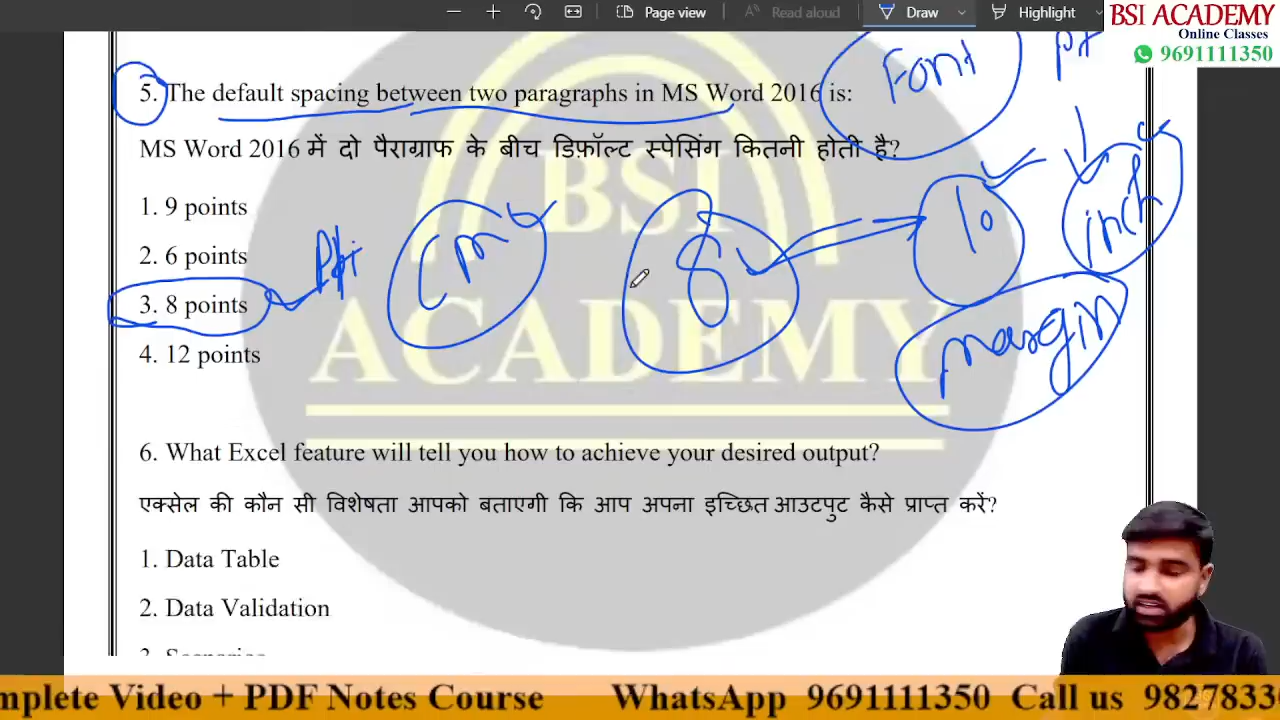 Page view
Read aloud
Draw
Highlight
BSI ACADEMY
Online Classes
9691111350
5. The default spacing between two paragraphs in MS Word 2016 is:
Font
Pt
MS Word 2016 में दो पैराग्राफ के बीच डिफ़ॉल्ट स्पेसिंग कितनी होती है?
1. 9 points
2. 6 points
3. 8 points
4. 12 points
cm
8
10
inch
margin
BSI
ACADEMY
6. What Excel feature will tell you how to achieve your desired output?
एक्सेल की कौन सी विशेषता आपको बताएगी कि आप अपना इच्छित आउटपुट कैसे प्राप्त करें?
1. Data Table
2. Data Validation
mplete Video + PDF Notes Course WhatsApp 9691111350 Call us 9827833